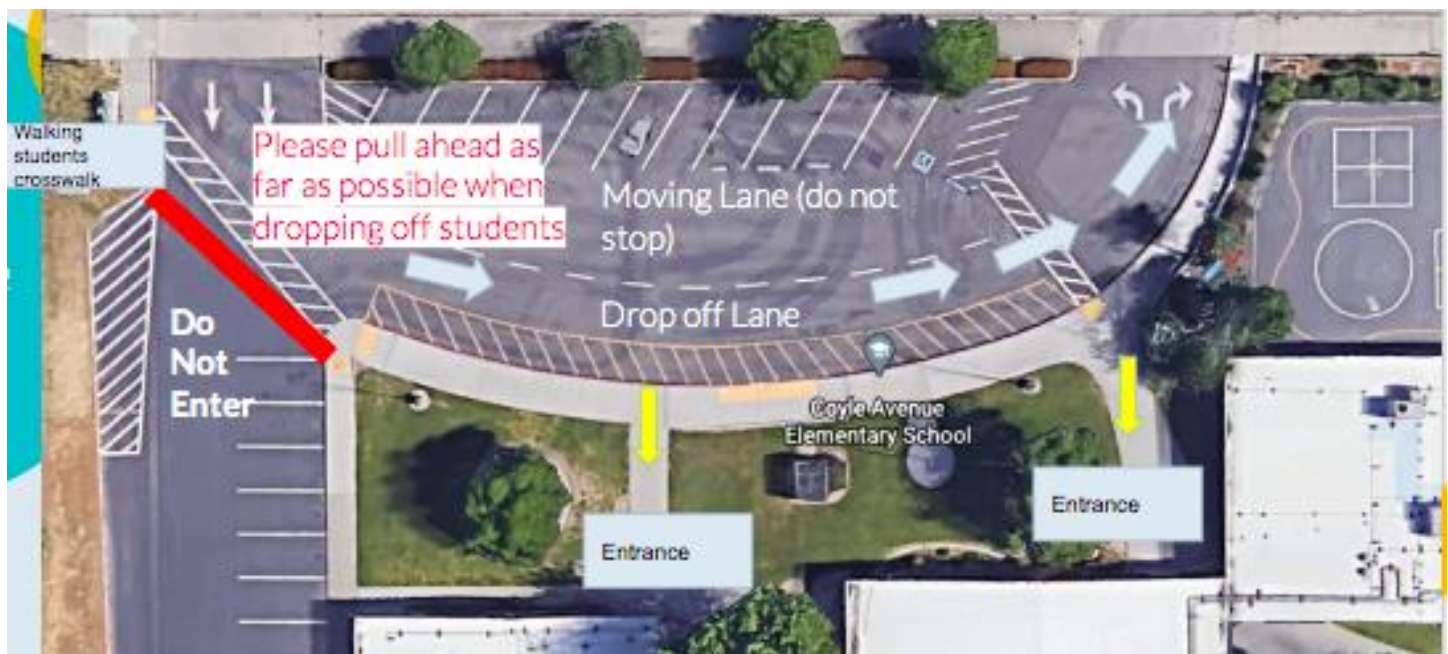 Walking
students
crosswalk
Please pull ahead as
far as possible when
dropping off students
Moving Lane (do not
stop)
Drop off Lane
Do
Not
Enter
Coyle Avenue
Elementary School
Entrance
Entrance